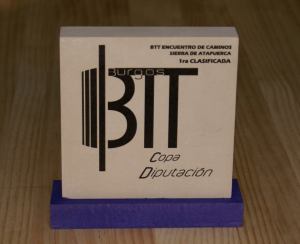 BTT ENCUENTRO DE CAMINOS
SIERRA DE ATAPUERCA
1ra CLASIFICADA
Burgos
BTT
Copa
Diputación